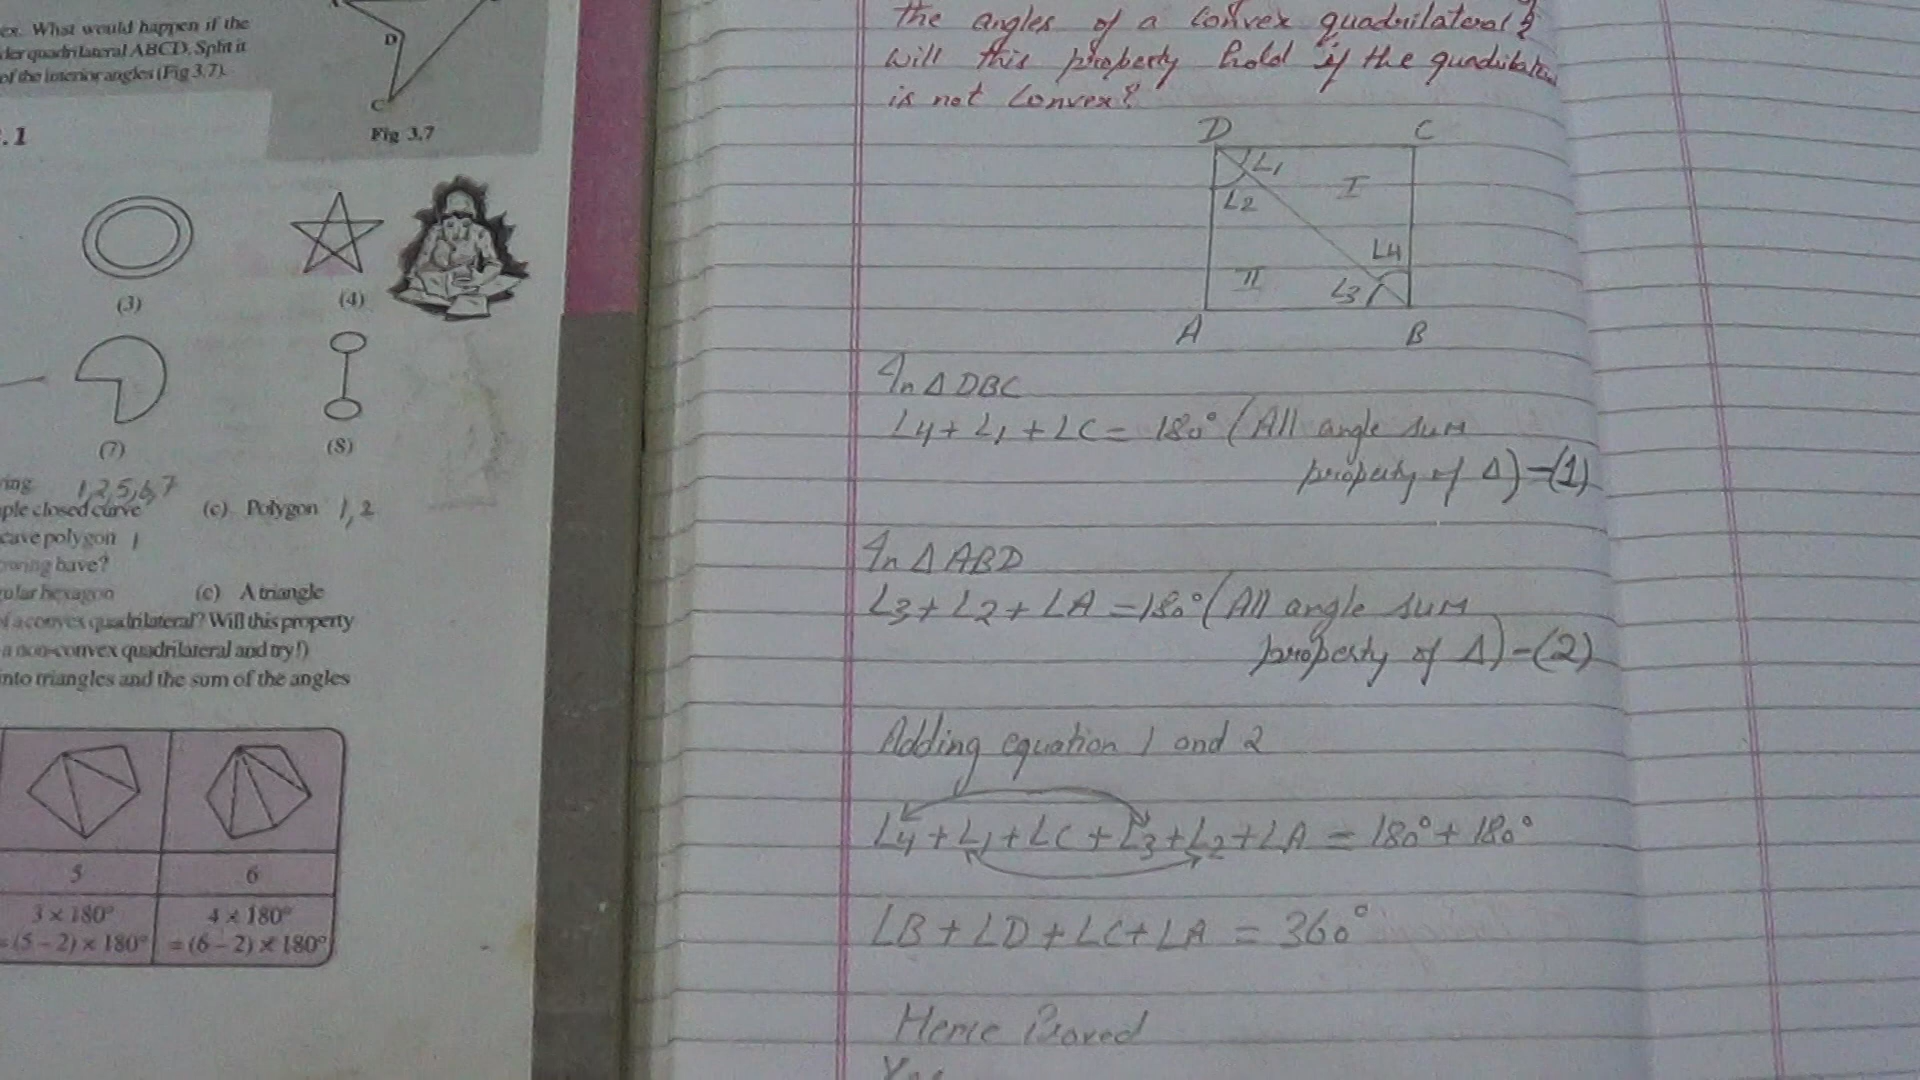 What would happen if the
quadrilateral ABCD. Split it
of the interior angles (Fig 3.7).
D
C
Fig 3.7
.1
(3)
(4)
(7)
(8)
1,2,5,6,7
closed curve
(c) Polygon 1, 2
polygon 1
have?
hexagon
(c) A triangle
convex quadrilateral? Will this property
a non-convex quadrilateral and try!)
into triangles and the sum of the angles
5
6
3 × 180°
4 × 180°
= (5 – 2) × 180°
= (6 – 2) × 180°
the angles of a convex quadrilateral?
will this property hold if the quadrilateral
is not convex?
D
C
∠1
∠2
I
∠4
II
∠3
A
B
In Δ DBC
∠4 + ∠1 + ∠C = 180° (All angle sum
property of Δ) – (1)
In Δ ABD
∠3 + ∠2 + ∠A = 180° (All angle sum
property of Δ) – (2)
Adding equation 1 and 2
∠4 + ∠1 + ∠C + ∠3 + ∠2 + ∠A = 180° + 180°
∠B + ∠D + ∠C + ∠A = 360°
Hence Proved
Yes